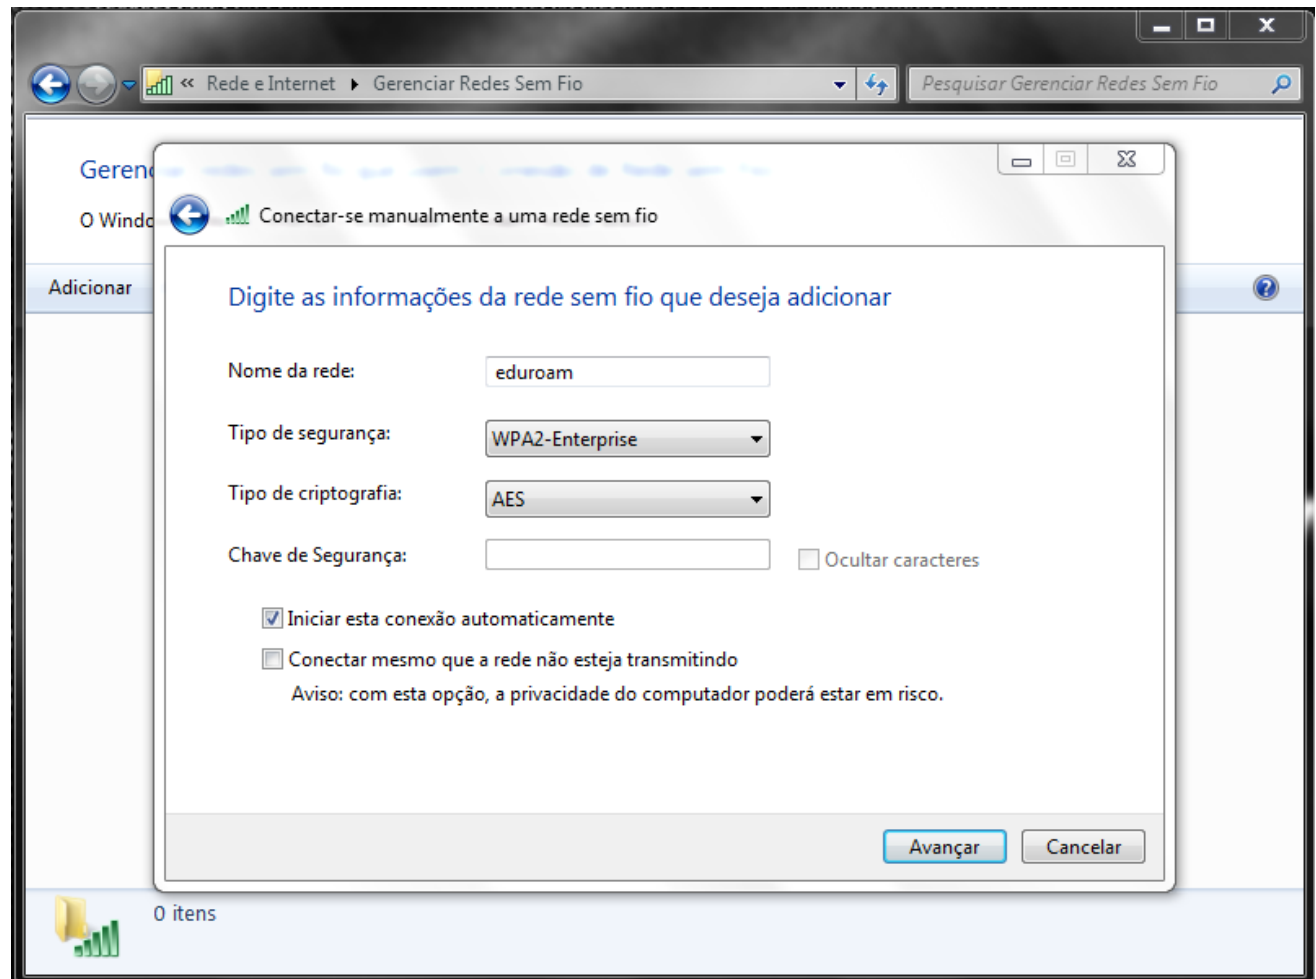 « Rede e Internet Gerenciar Redes Sem Fio Pesquisar Gerenciar Redes Sem Fio
Geren
O Windo
Conectar-se manualmente a uma rede sem fio
Adicionar
Digite as informações da rede sem fio que deseja adicionar
Nome da rede: eduroam
Tipo de segurança: WPA2-Enterprise
Tipo de criptografia: AES
Chave de Segurança: Ocultar caracteres
Iniciar esta conexão automaticamente
Conectar mesmo que a rede não esteja transmitindo
Aviso: com esta opção, a privacidade do computador poderá estar em risco.
Avançar Cancelar
0 itens